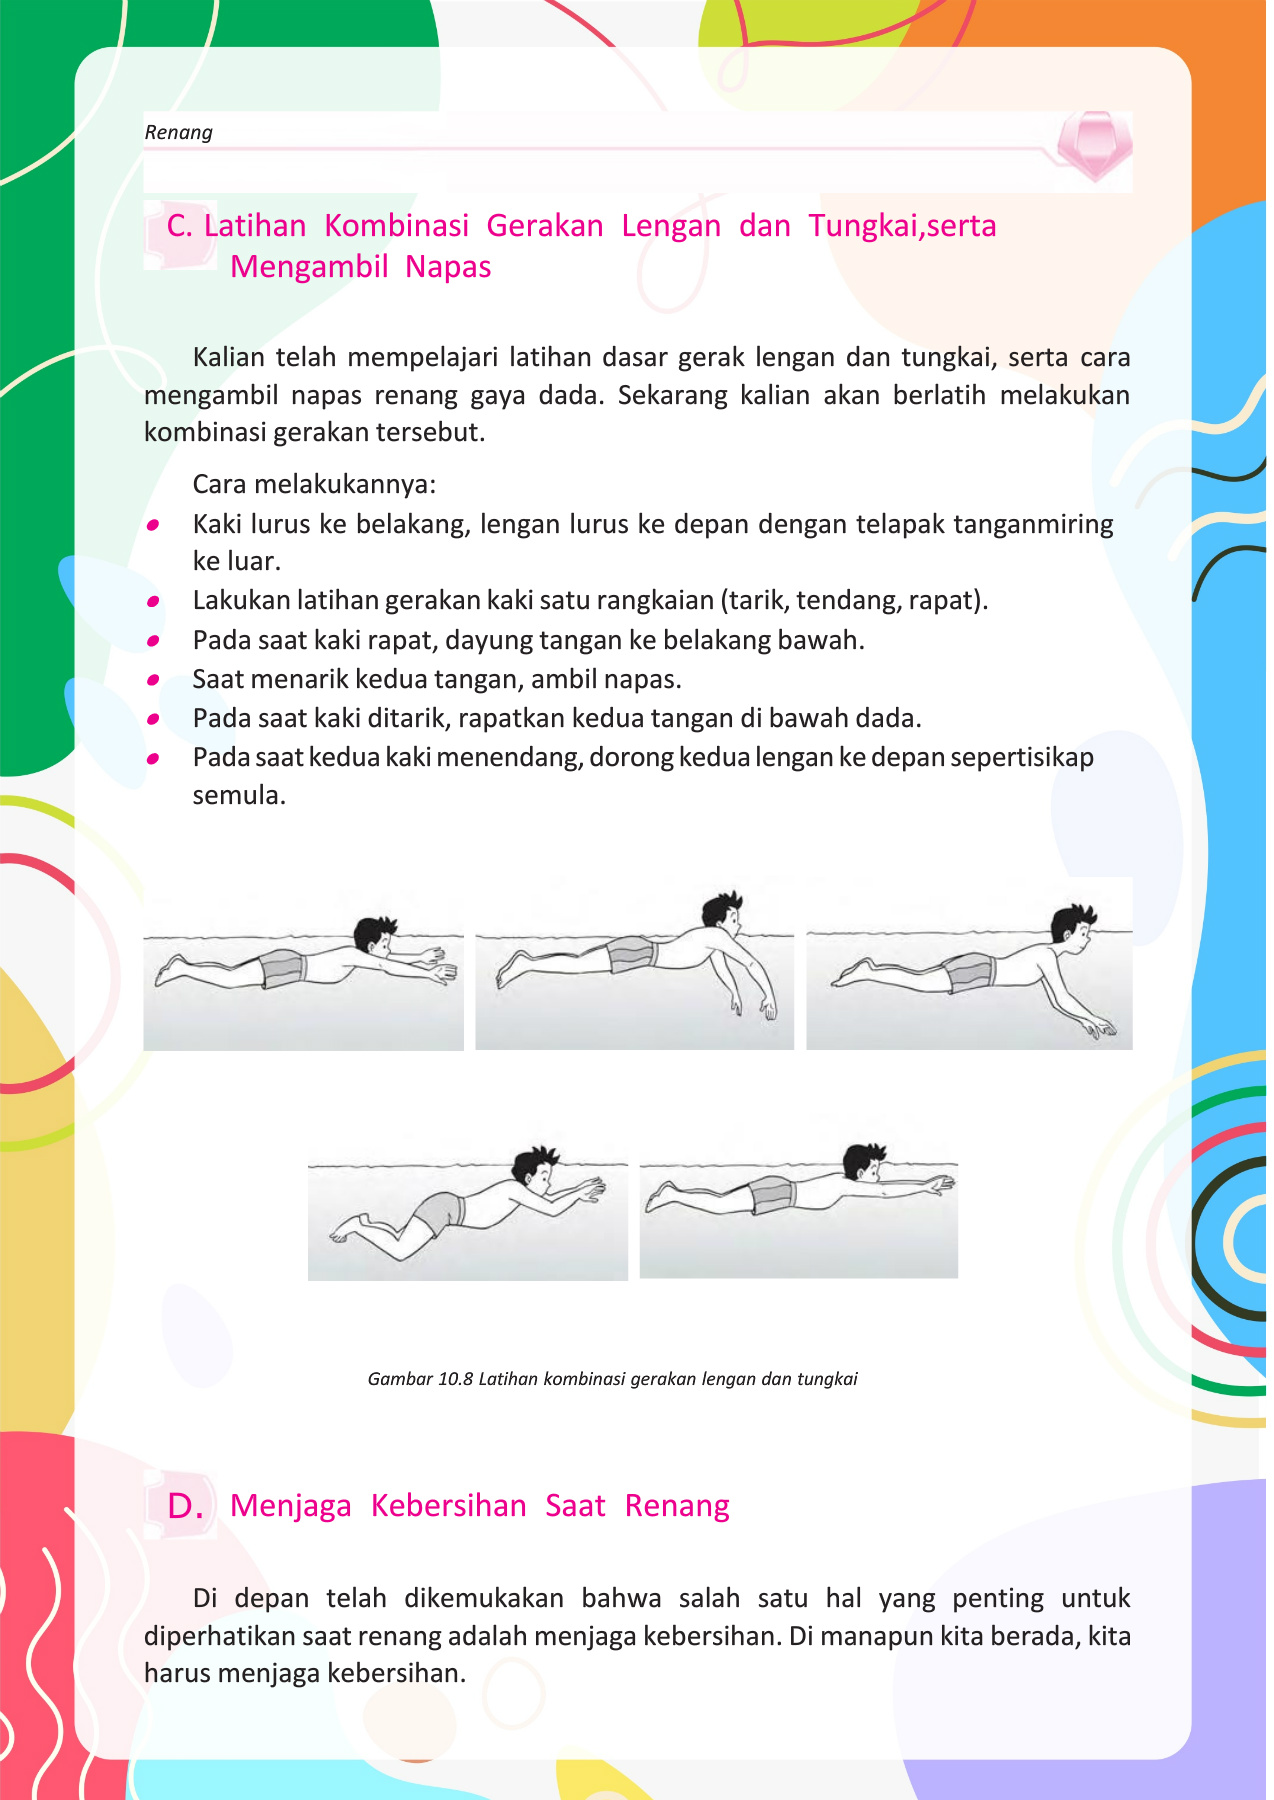 Renang
C. Latihan Kombinasi Gerakan Lengan dan Tungkai,serta
Mengambil Napas
Kalian telah mempelajari latihan dasar gerak lengan dan tungkai, serta cara
mengambil napas renang gaya dada. Sekarang kalian akan berlatih melakukan
kombinasi gerakan tersebut.
Cara melakukannya:
• Kaki lurus ke belakang, lengan lurus ke depan dengan telapak tanganmiring
ke luar.
• Lakukan latihan gerakan kaki satu rangkaian (tarik, tendang, rapat).
• Pada saat kaki rapat, dayung tangan ke belakang bawah.
• Saat menarik kedua tangan, ambil napas.
• Pada saat kaki ditarik, rapatkan kedua tangan di bawah dada.
• Pada saat kedua kaki menendang, dorong kedua lengan ke depan sepertisikap
semula.
Gambar 10.8 Latihan kombinasi gerakan lengan dan tungkai
D. Menjaga Kebersihan Saat Renang
Di depan telah dikemukakan bahwa salah satu hal yang penting untuk
diperhatikan saat renang adalah menjaga kebersihan. Di manapun kita berada, kita
harus menjaga kebersihan.